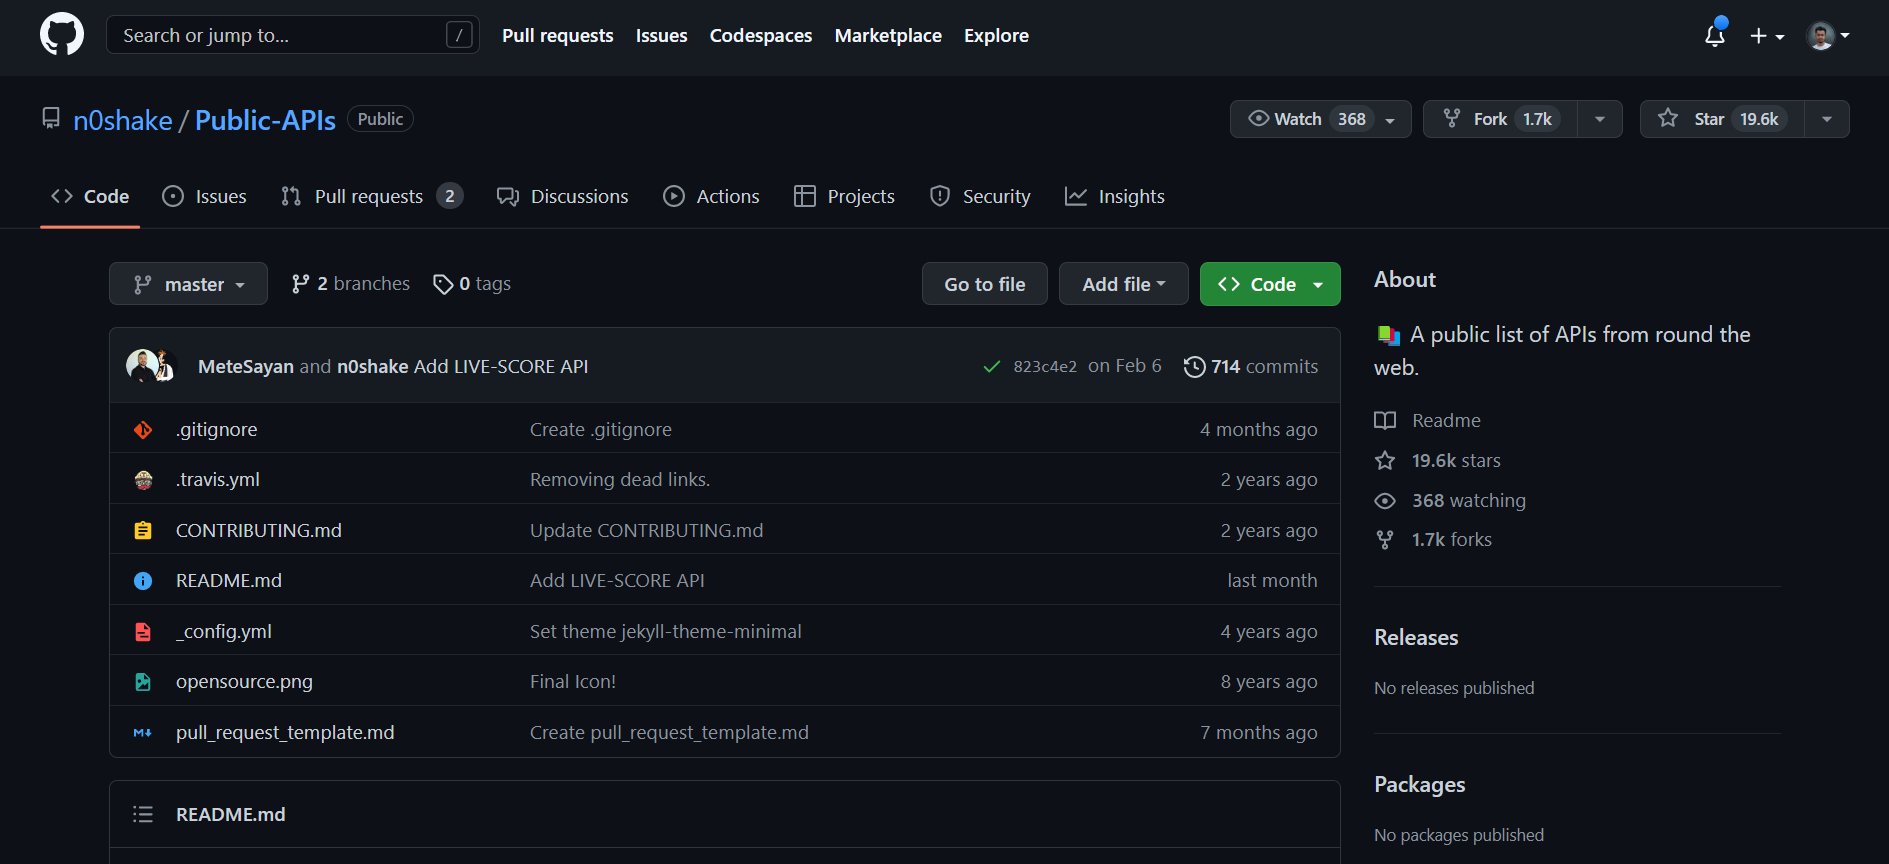 Search or jump to... / Pull requests Issues Codespaces Marketplace Explore
n0shake / Public-APIs Public Watch 368 Fork 1.7k Star 19.6k
Code Issues Pull requests 2 Discussions Actions Projects Security Insights
master 2 branches 0 tags Go to file Add file Code
MeteSayan and n0shake Add LIVE-SCORE API 823c4e2 on Feb 6 714 commits
.gitignore Create .gitignore 4 months ago
.travis.yml Removing dead links. 2 years ago
CONTRIBUTING.md Update CONTRIBUTING.md 2 years ago
README.md Add LIVE-SCORE API last month
_config.yml Set theme jekyll-theme-minimal 4 years ago
opensource.png Final Icon! 8 years ago
M pull_request_template.md Create pull_request_template.md 7 months ago
README.md
About
A public list of APIs from round the
web.
Readme
19.6k stars
368 watching
1.7k forks
Releases
No releases published
Packages
No packages published